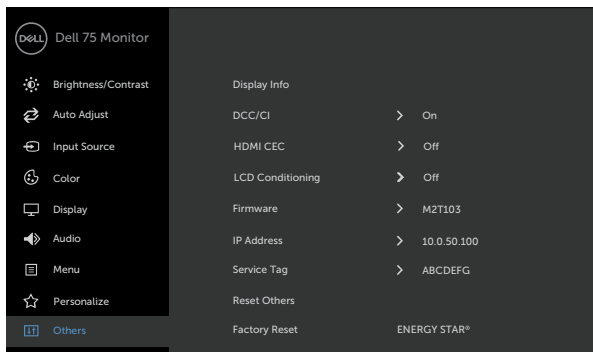 DELL Dell 75 Monitor
Brightness/Contrast Display Info
Auto Adjust DCC/CI On
Input Source HDMI CEC Off
Color LCD Conditioning Off
Display Firmware M2T103
Audio IP Address 10.0.50.100
Menu Service Tag ABCDEFG
Personalize Reset Others
Others Factory Reset ENERGY STAR®